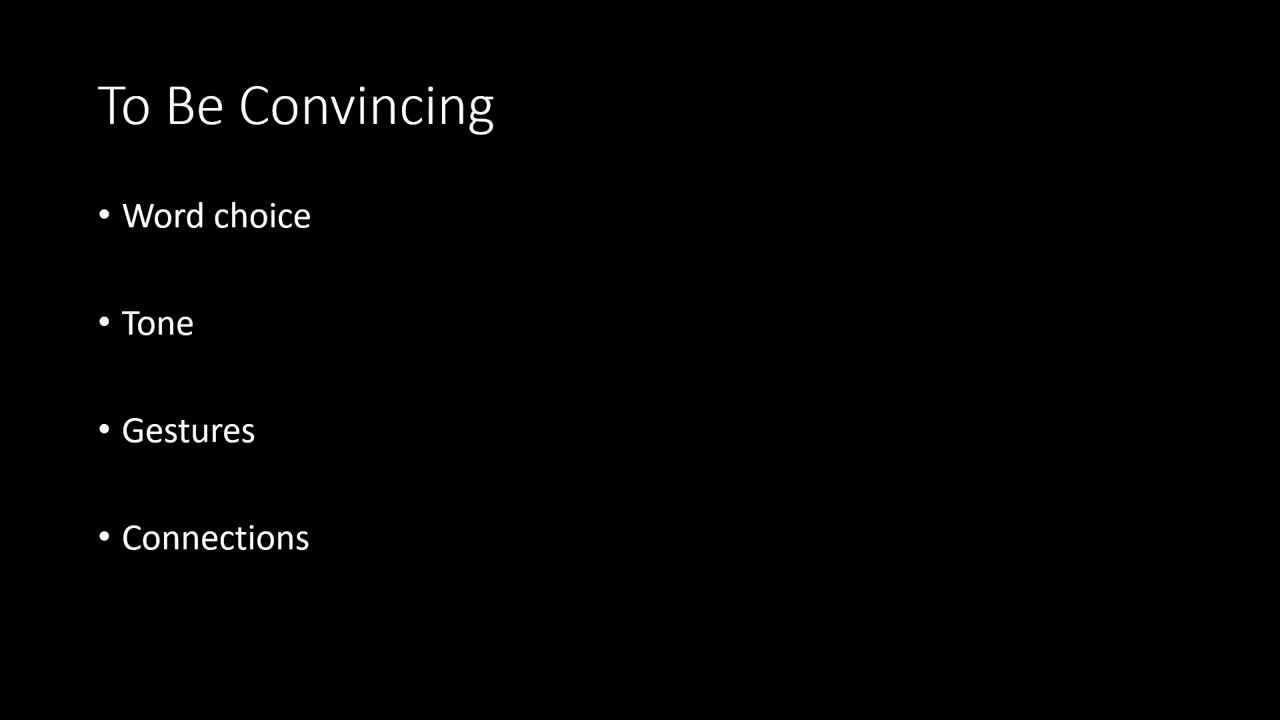 To Be Convincing
• Word choice
• Tone
• Gestures
• Connections